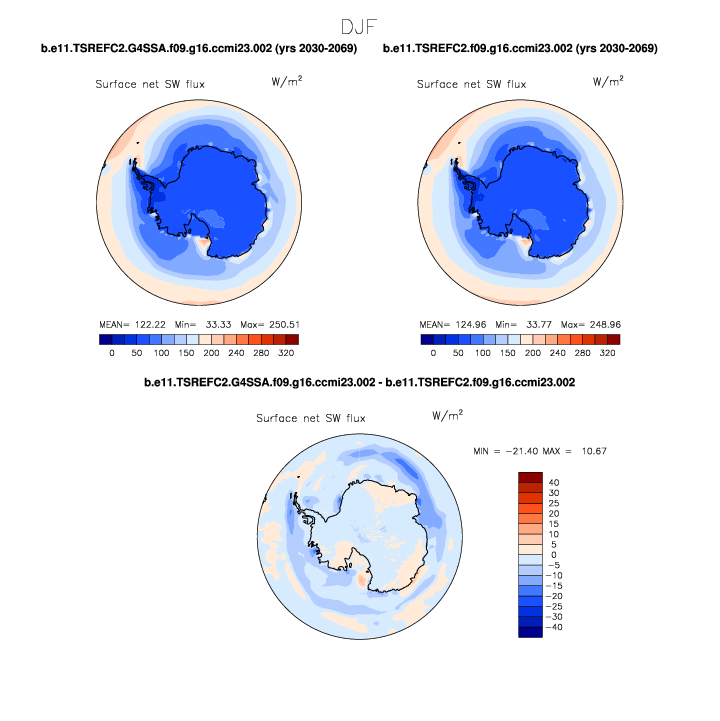 DJF
b.e11.TSREFC2.G4SSA.f09.g16.ccmi23.002 (yrs 2030-2069)
b.e11.TSREFC2.f09.g16.ccmi23.002 (yrs 2030-2069)
Surface net SW flux W/m²
Surface net SW flux W/m²
MEAN= 122.22 Min= 33.33 Max= 250.51
MEAN= 124.96 Min= 33.77 Max= 248.96
0 50 100 150 200 240 280 320
0 50 100 150 200 240 280 320
b.e11.TSREFC2.G4SSA.f09.g16.ccmi23.002 - b.e11.TSREFC2.f09.g16.ccmi23.002
Surface net SW flux W/m²
MIN = -21.40 MAX = 10.67
40
30
25
20
15
10
5
0
-5
-10
-15
-20
-25
-30
-40